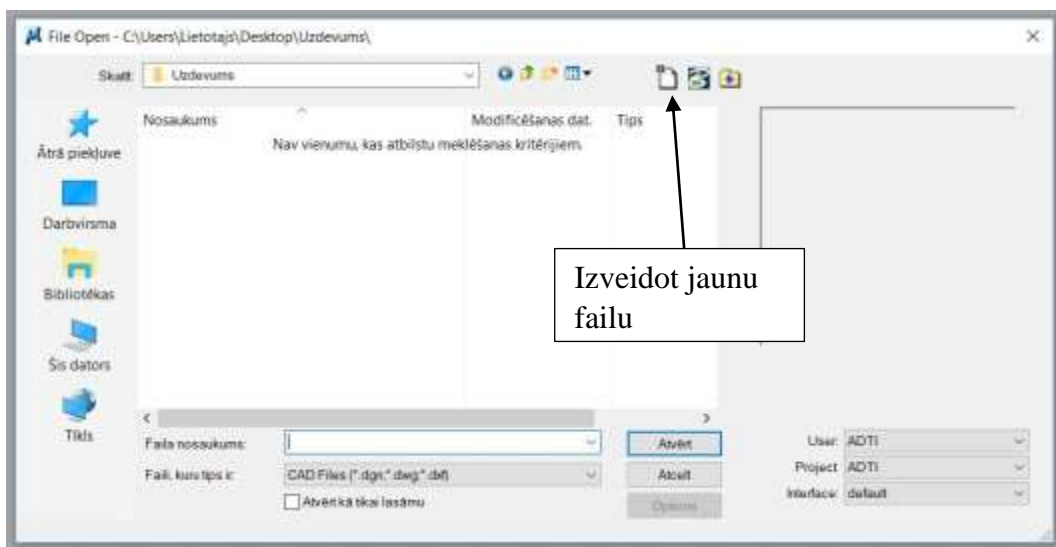 File Open - C:\Users\Lietotajs\Desktop\Uzdevums\
Skatīt: Uzdevums
Nosaukums Modificēšanas dat. Tips
Nav vienumu, kas atbilstu meklēšanas kritērijiem.
Ātrā piekļuve
Darbvirsma
Bibliotēkas
Šis dators
Tīkls
Izveidot jaunu
failu
Faila nosaukums:
Atvērt
Faili, kuru tips ir:
CAD Files (*.dgn;*.dwg;*.dxf)
Atcelt
Atvērt kā tikai lasāmu
Options
User: ADTI
Project: ADTI
Interface: default